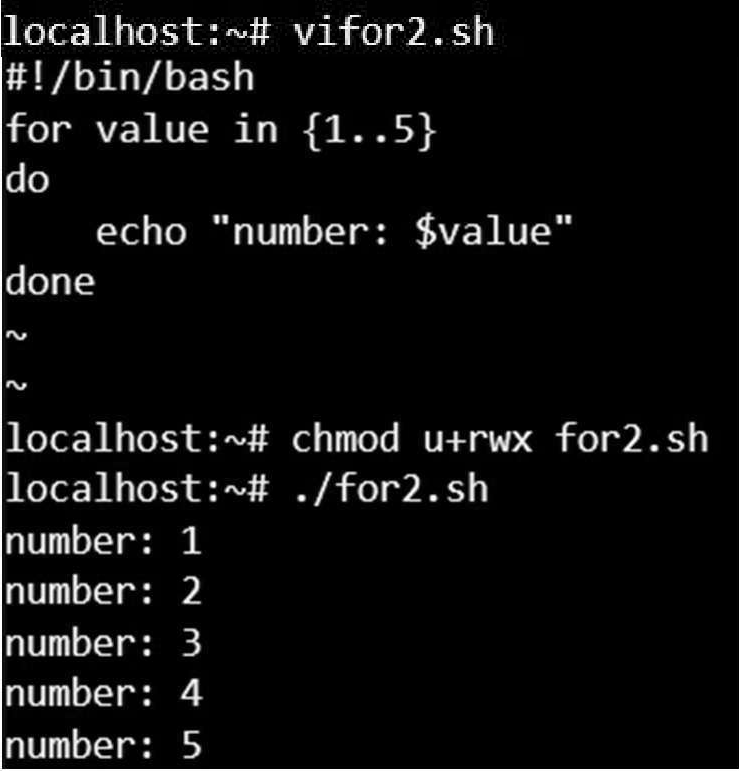 localhost:~# vifor2.sh
#!/bin/bash
for value in {1..5}
do
    echo "number: $value"
done
~
~
localhost:~# chmod u+rwx for2.sh
localhost:~# ./for2.sh
number: 1
number: 2
number: 3
number: 4
number: 5